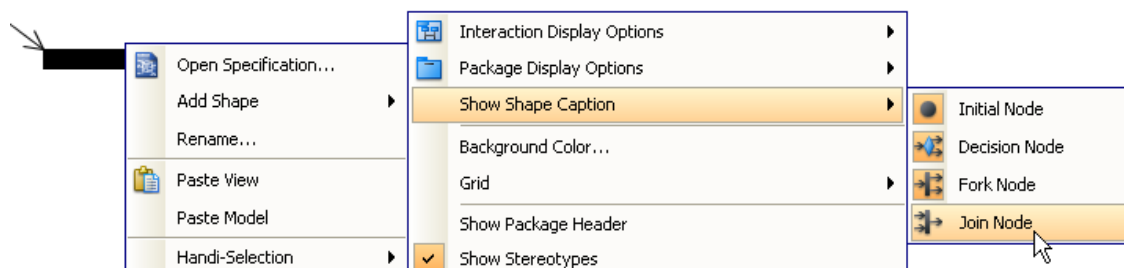 Open Specification...
Add Shape
Rename...
Paste View
Paste Model
Handi-Selection
Interaction Display Options
Package Display Options
Show Shape Caption
Background Color...
Grid
Show Package Header
Show Stereotypes
Initial Node
Decision Node
Fork Node
Join Node